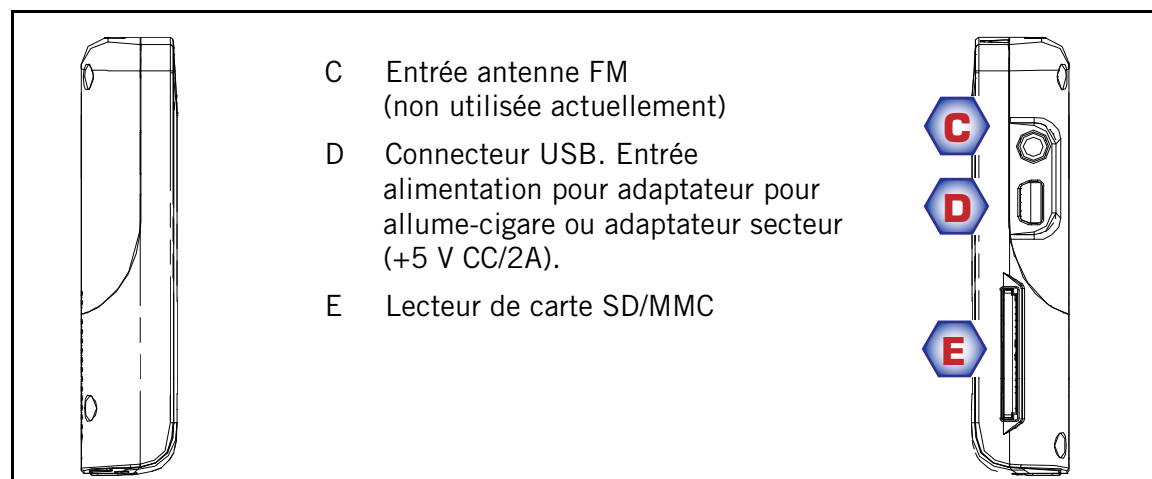 C Entrée antenne FM
(non utilisée actuellement)
D Connecteur USB. Entrée
alimentation pour adaptateur pour
allume-cigare ou adaptateur secteur
(+5 V CC/2A).
E Lecteur de carte SD/MMC
C
D
E